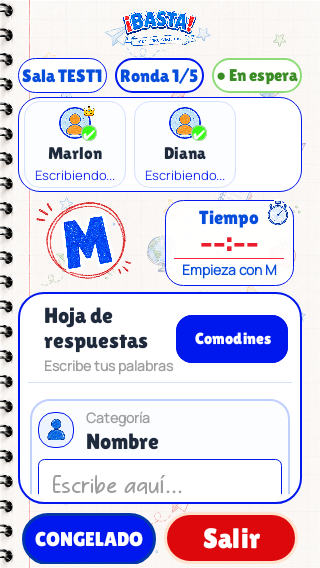 ¡BASTA!
Sala TEST1
Ronda 1/5
• En espera
Marlon
Escribiendo...
Diana
Escribiendo...
M
Tiempo
--:--
Empieza con M
Hoja de
respuestas
Escribe tus palabras
Comodines
Categoría
Nombre
Escribe aquí...
CONGELADO
Salir